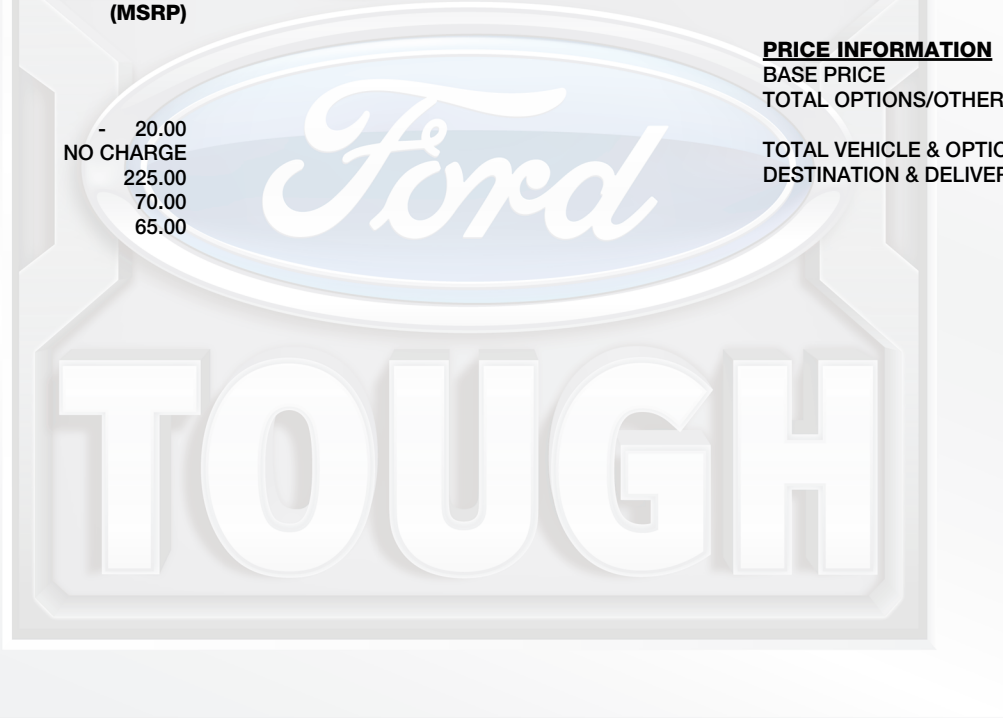 (MSRP)
- 20.00
NO CHARGE
225.00
70.00
65.00
PRICE INFORMATION
BASE PRICE
TOTAL OPTIONS/OTHER
TOTAL VEHICLE & OPTIO
DESTINATION & DELIVER
Ford
TOUGH